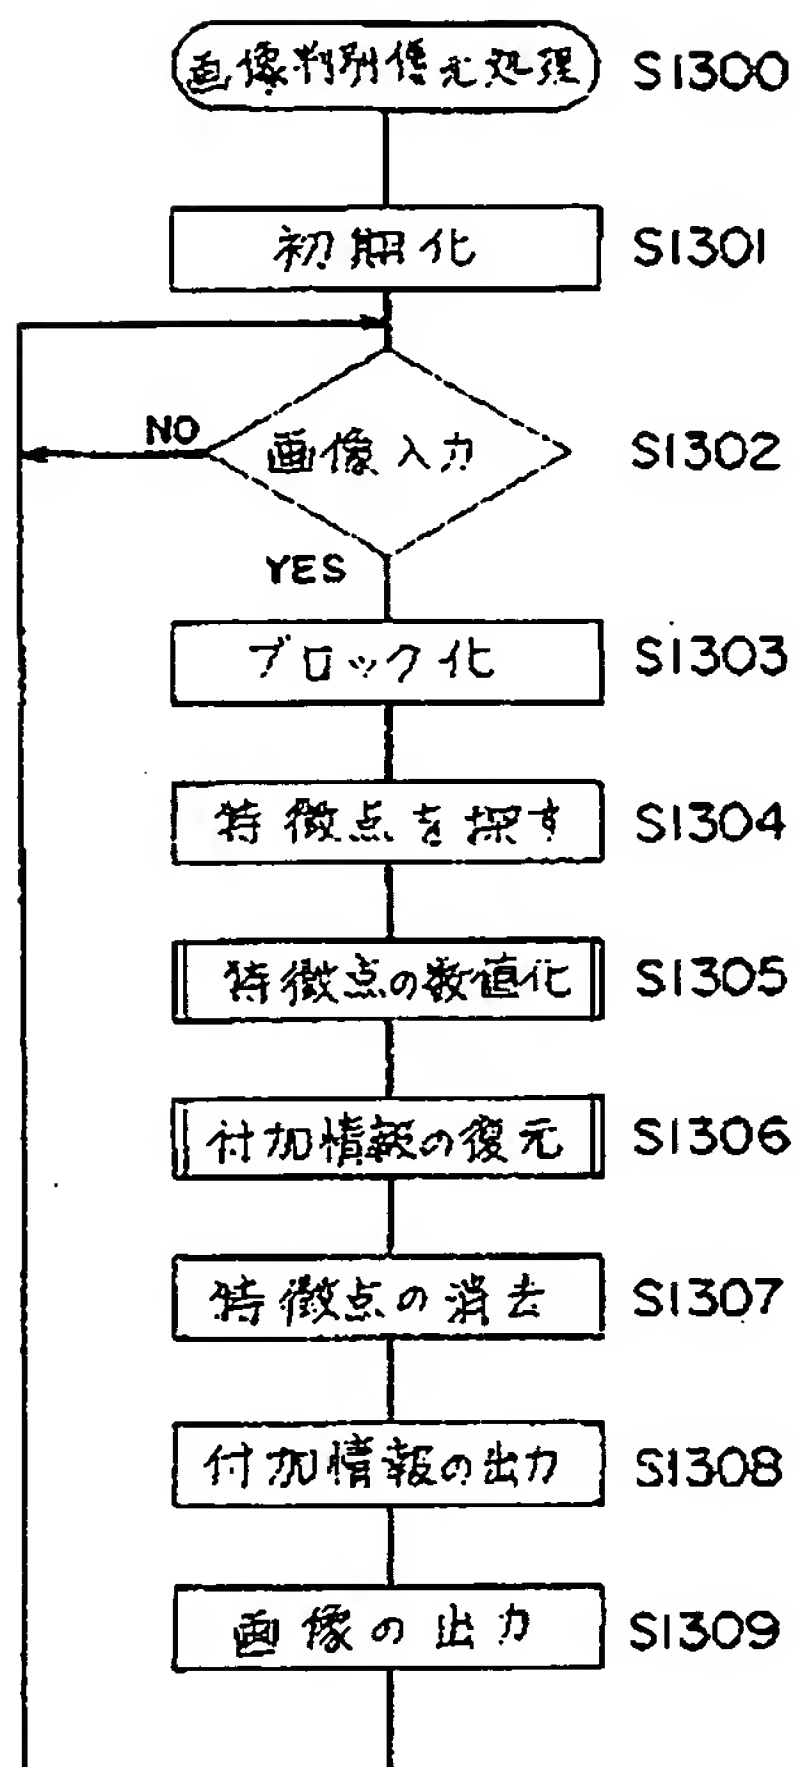 画像判別復元処理 S1300
初期化 S1301
NO
画像入力 S1302
YES
ブロック化 S1303
特徴点を探す S1304
特徴点の数値化 S1305
付加情報の復元 S1306
特徴点の消去 S1307
付加情報の出力 S1308
画像の出力 S1309